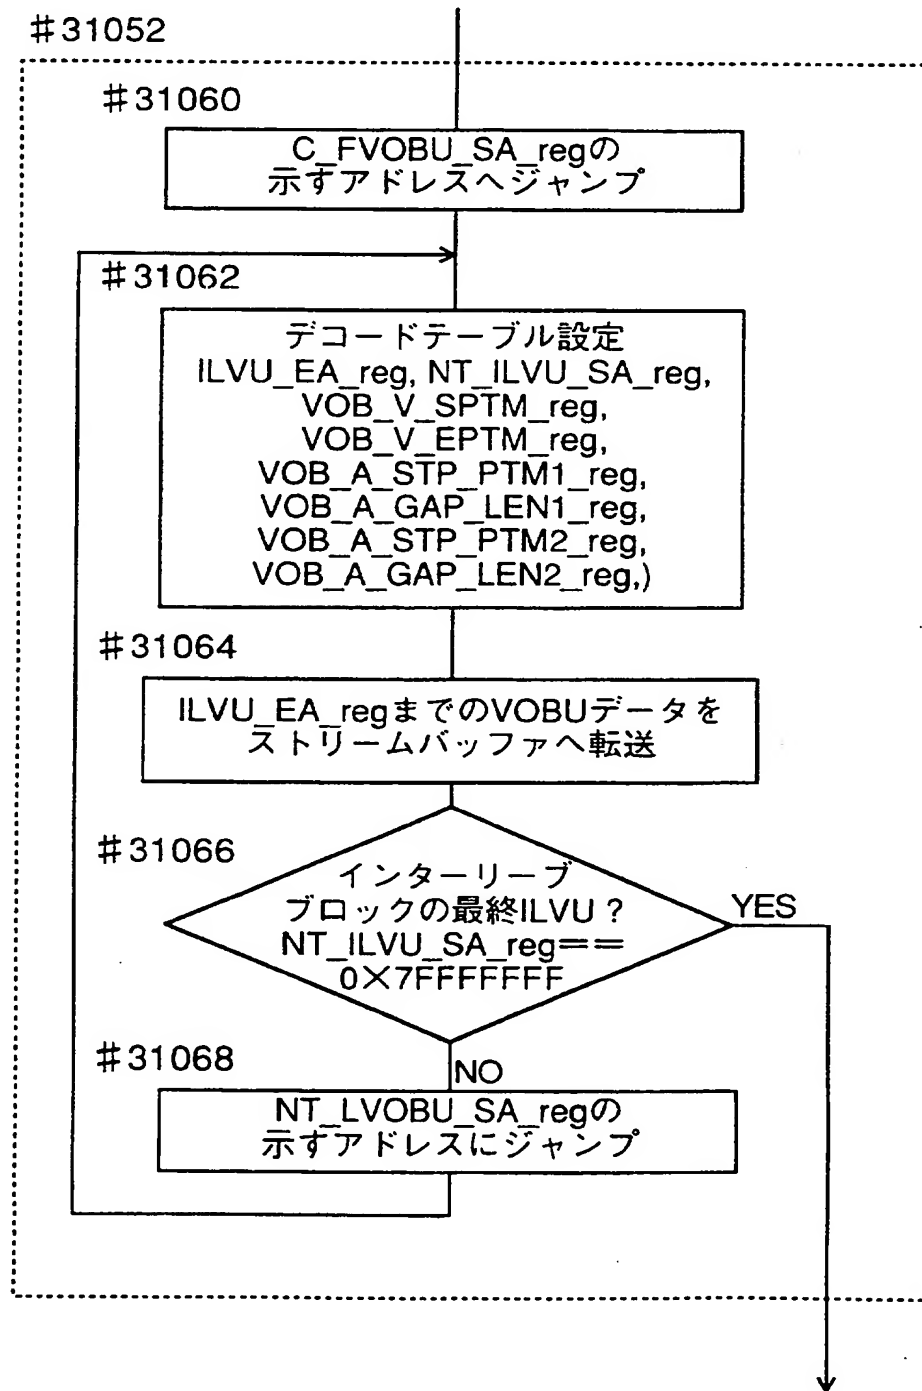 #31052
#31060
C_FVOBU_SA_regの
示すアドレスへジャンプ
#31062
デコードテーブル設定
ILVU_EA_reg, NT_ILVU_SA_reg,
VOB_V_SPTM_reg,
VOB_V_EPTM_reg,
VOB_A_STP_PTM1_reg,
VOB_A_GAP_LEN1_reg,
VOB_A_STP_PTM2_reg,
VOB_A_GAP_LEN2_reg,)
#31064
ILVU_EA_regまでのVOBUデータを
ストリームバッファへ転送
#31066
インターリーブ
ブロックの最終ILVU?
NT_ILVU_SA_reg==
0×7FFFFFFF
YES
#31068
NO
NT_LVOBU_SA_regの
示すアドレスにジャンプ